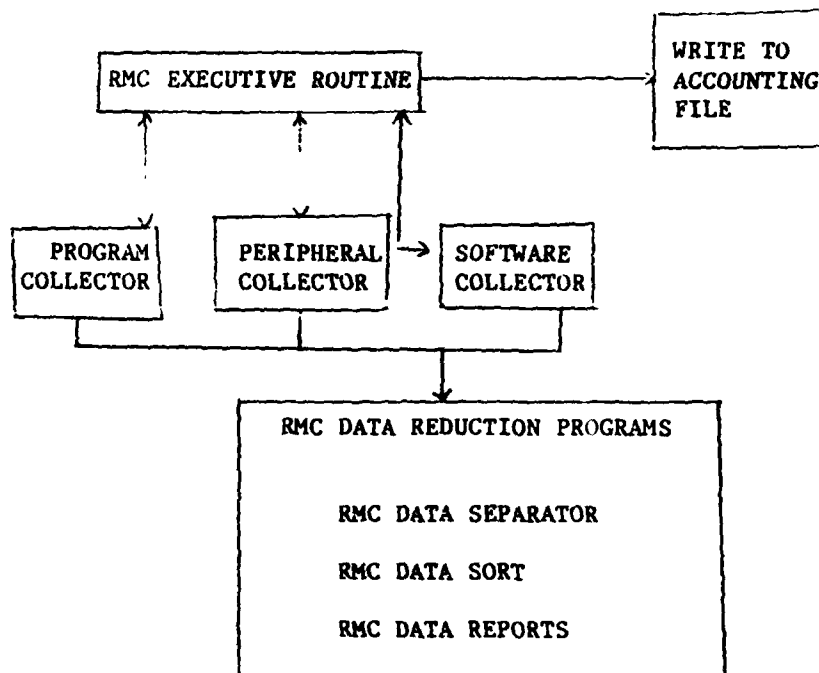 RMC EXECUTIVE ROUTINE
WRITE TO
ACCOUNTING
FILE
PROGRAM
COLLECTOR
PERIPHERAL
COLLECTOR
SOFTWARE
COLLECTOR
RMC DATA REDUCTION PROGRAMS
RMC DATA SEPARATOR
RMC DATA SORT
RMC DATA REPORTS